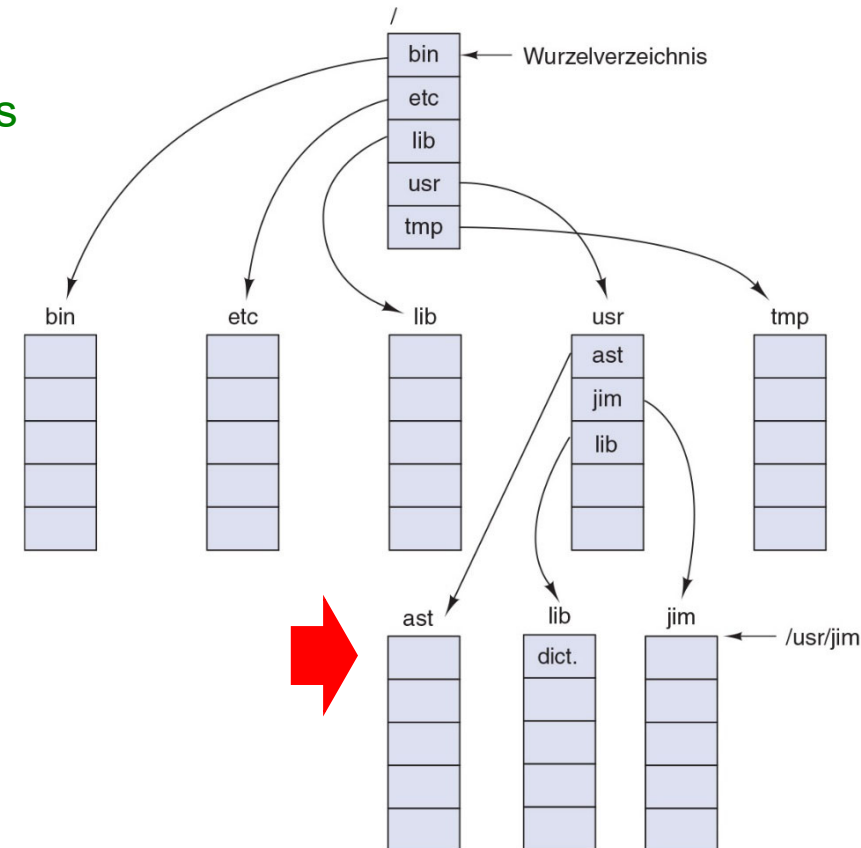 /
bin
Wurzelverzeichnis
s
etc
lib
usr
tmp
bin
etc
lib
usr
tmp
ast
jim
lib
ast
lib
jim
dict.
/usr/jim